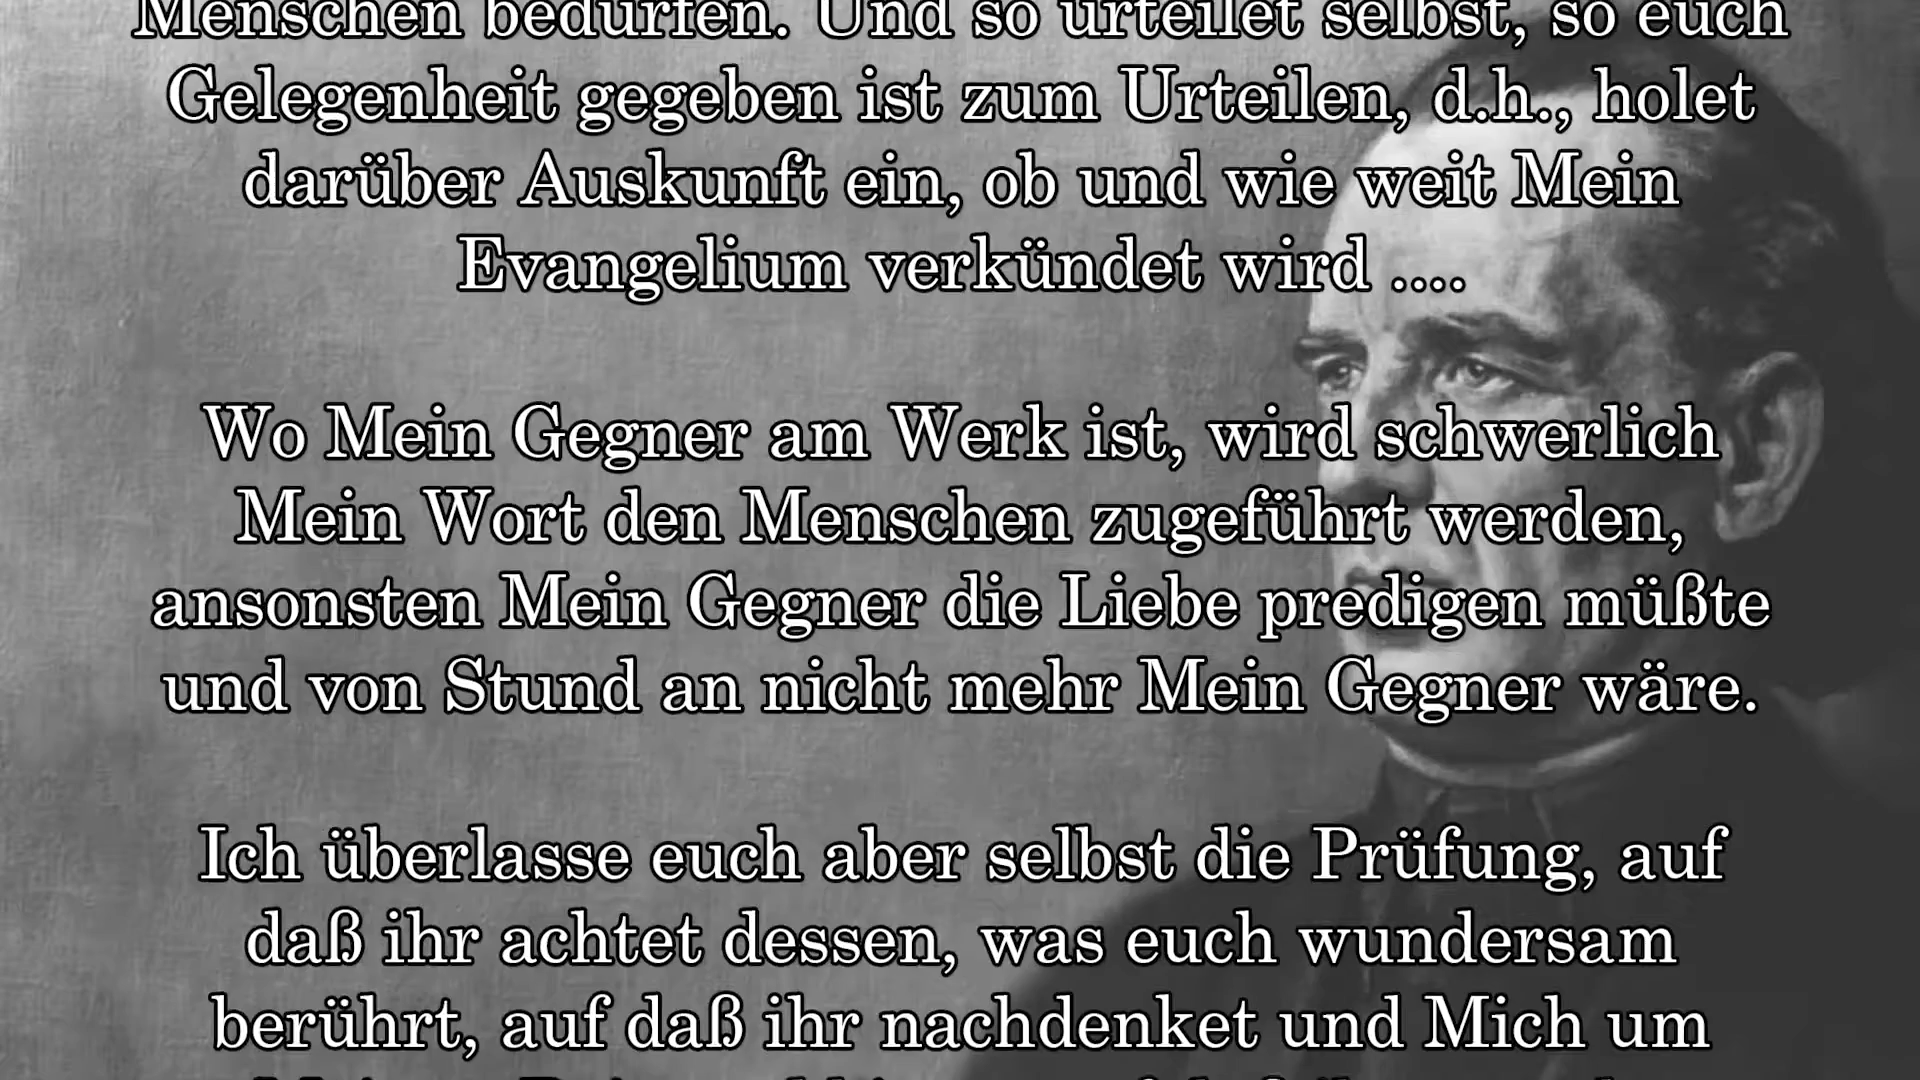 Menschen bedürfen. Und so urteilet selbst, so euch
Gelegenheit gegeben ist zum Urteilen, d.h., holet
darüber Auskunft ein, ob und wie weit Mein
Evangelium verkündet wird ....
Wo Mein Gegner am Werk ist, wird schwerlich
Mein Wort den Menschen zugeführt werden,
ansonsten Mein Gegner die Liebe predigen müßte
und von Stund an nicht mehr Mein Gegner wäre.
Ich überlasse euch aber selbst die Prüfung, auf
daß ihr achtet dessen, was euch wundersam
berührt, auf daß ihr nachdenket und Mich um